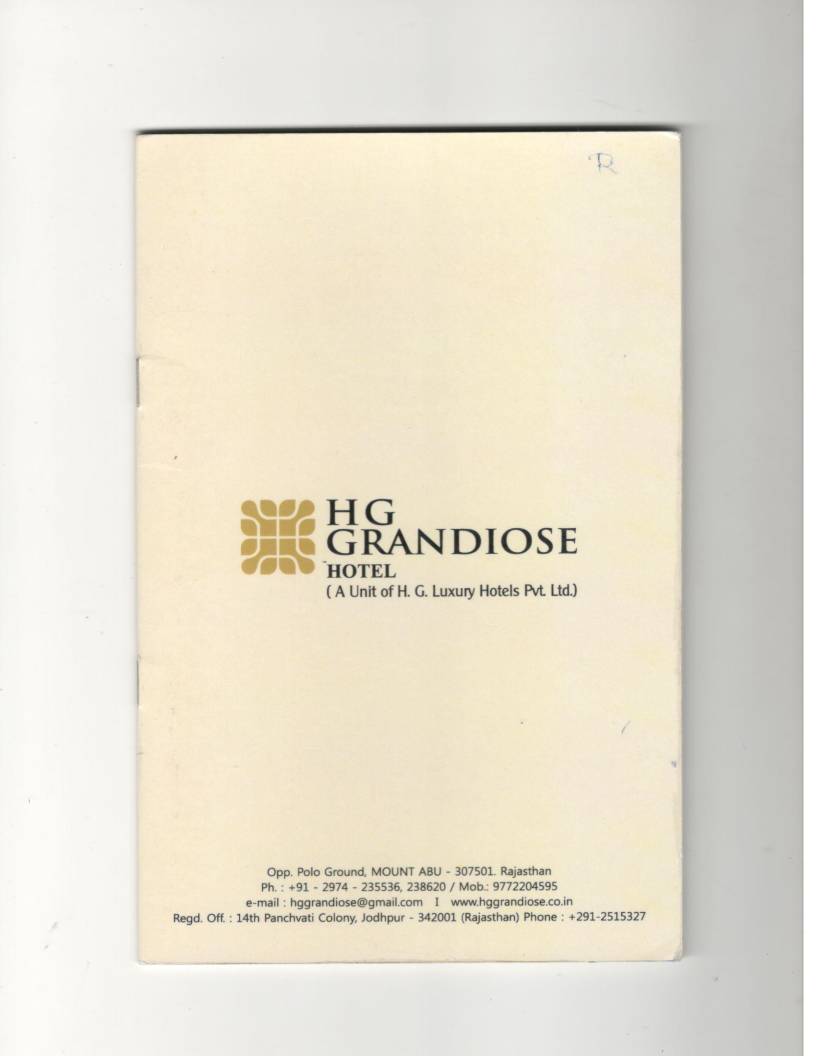 R
HG
GRANDIOSE
HOTEL
( A Unit of H. G. Luxury Hotels Pvt. Ltd.)
Opp. Polo Ground, MOUNT ABU - 307501. Rajasthan
Ph. : +91 - 2974 - 235536, 238620 / Mob.: 9772204595
e-mail : hggrandiose@gmail.com I www.hggrandiose.co.in
Regd. Off. : 14th Panchvati Colony, Jodhpur - 342001 (Rajasthan) Phone : +291-2515327